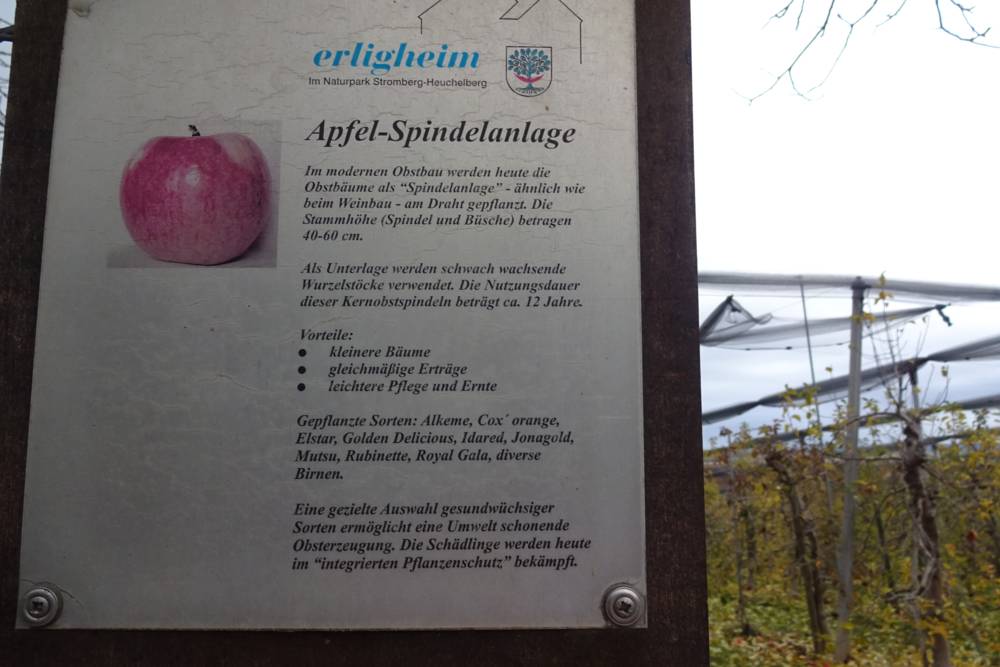 erligheim
Im Naturpark Stromberg-Heuchelberg
Apfel-Spindelanlage
Im modernen Obstbau werden heute die
Obstbäume als “Spindelanlage” - ähnlich wie
beim Weinbau - am Draht gepflanzt. Die
Stammhöhe (Spindel und Büsche) betragen
40-60 cm.
Als Unterlage werden schwach wachsende
Wurzelstöcke verwendet. Die Nutzungsdauer
dieser Kernobstspindeln beträgt ca. 12 Jahre.
Vorteile:
● kleinere Bäume
● gleichmäßige Erträge
● leichtere Pflege und Ernte
Gepflanzte Sorten: Alkeme, Cox´ orange,
Elstar, Golden Delicious, Idared, Jonagold,
Mutsu, Rubinette, Royal Gala, diverse
Birnen.
Eine gezielte Auswahl gesundwüchsiger
Sorten ermöglicht eine Umwelt schonende
Obsterzeugung. Die Schädlinge werden heute
im “integrierten Pflanzenschutz” bekämpft.